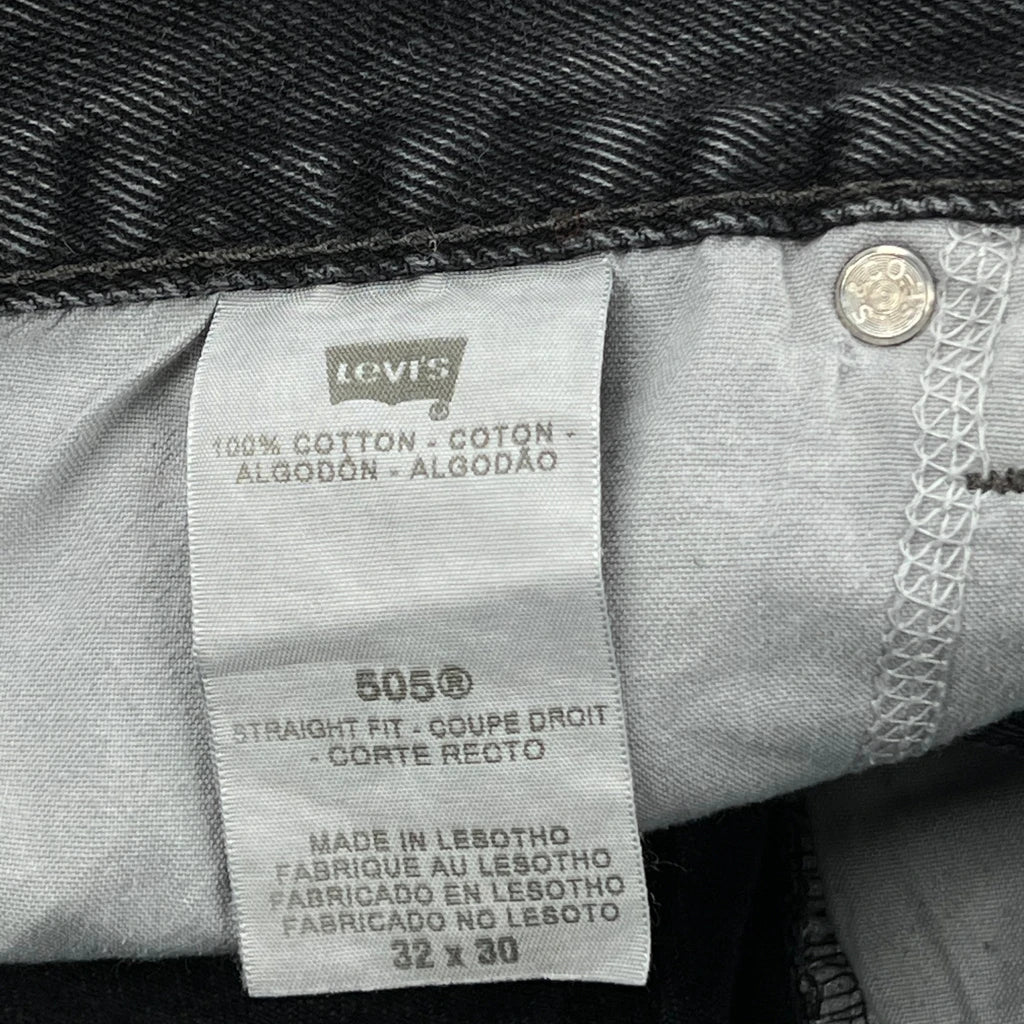 Levi's
®
100% COTTON - COTON -
ALGODÓN - ALGODÃO
505®
STRAIGHT FIT - COUPE DROIT
- CORTE RECTO
MADE IN LESOTHO
FABRIQUE AU LESOTHO
FABRICADO EN LESOTHO
FABRICADO NO LESOTO
32 x 30